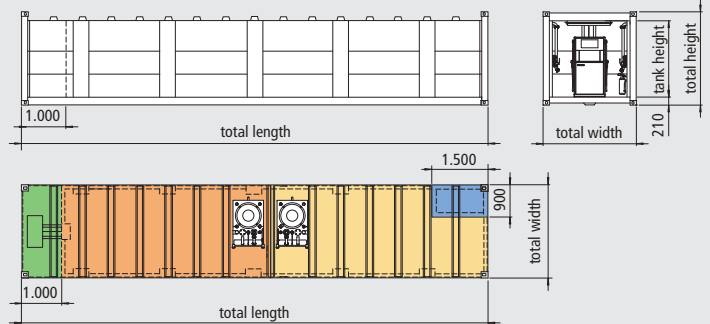 1.000
total length
tank height
total height
210
total width
1.500
900
total width
1.000
total length